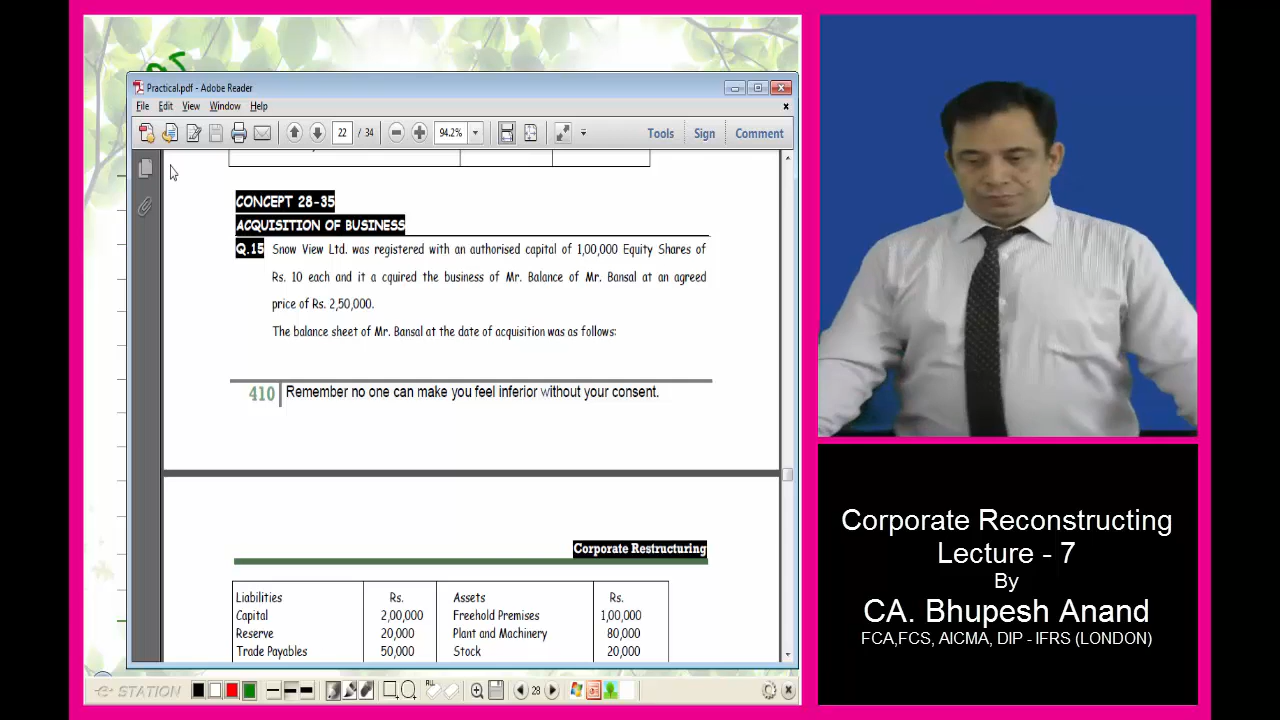 Practical.pdf - Adobe Reader
File Edit View Window Help
22 / 34 94.2% Tools Sign Comment
CONCEPT 28-35
ACQUISITION OF BUSINESS
Q.15 Snow View Ltd. was registered with an authorised capital of 1,00,000 Equity Shares of
Rs. 10 each and it a cquired the business of Mr. Balance of Mr. Bansal at an agreed
price of Rs. 2,50,000.
The balance sheet of Mr. Bansal at the date of acquisition was as follows:
410 Remember no one can make you feel inferior without your consent.
Corporate Restructuring
Liabilities Rs. Assets Rs.
Capital 2,00,000 Freehold Premises 1,00,000
Reserve 20,000 Plant and Machinery 80,000
Trade Payables 50,000 Stock 20,000
e-STATION 28
Corporate Reconstructing
Lecture - 7
By
CA. Bhupesh Anand
FCA,FCS, AICMA, DIP - IFRS (LONDON)